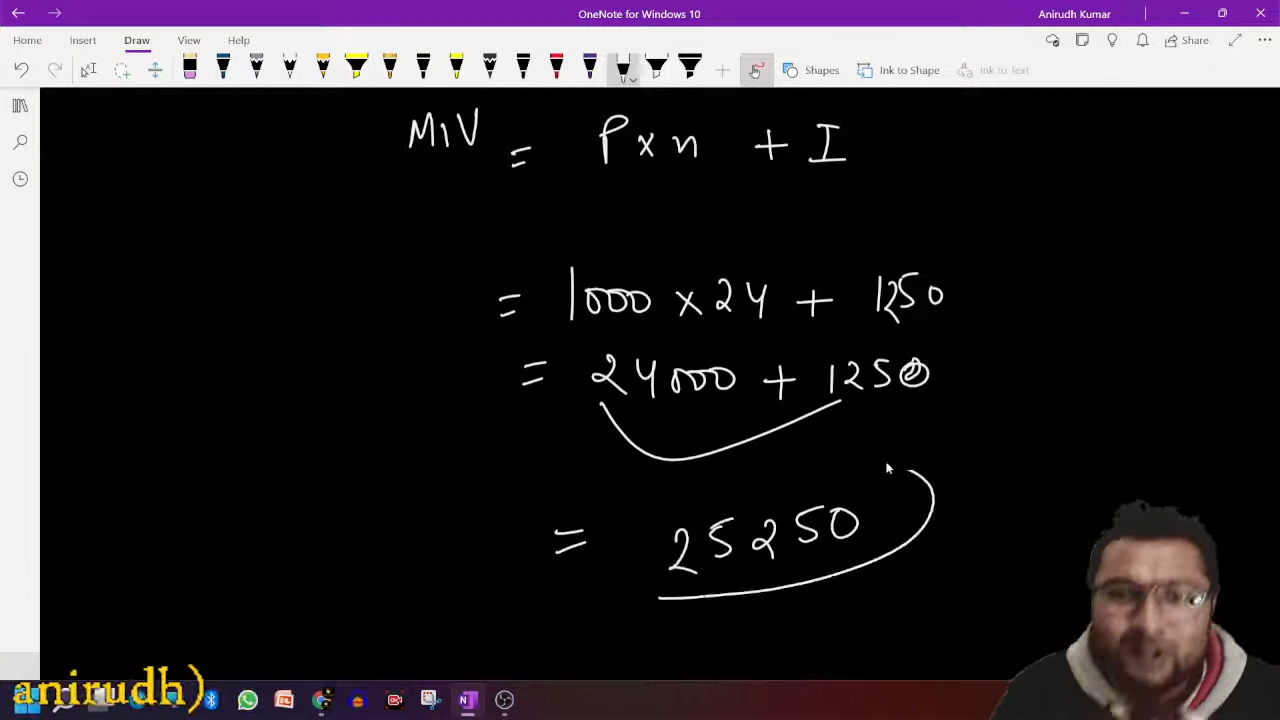 OneNote for Windows 10
Anirudh Kumar
Home Insert Draw View Help
Share
Shapes Ink to Shape Ink to Text
M1V = P x n + I
= 1000 x 24 + 1250
= 24000 + 1250
= 25250
anirudh)